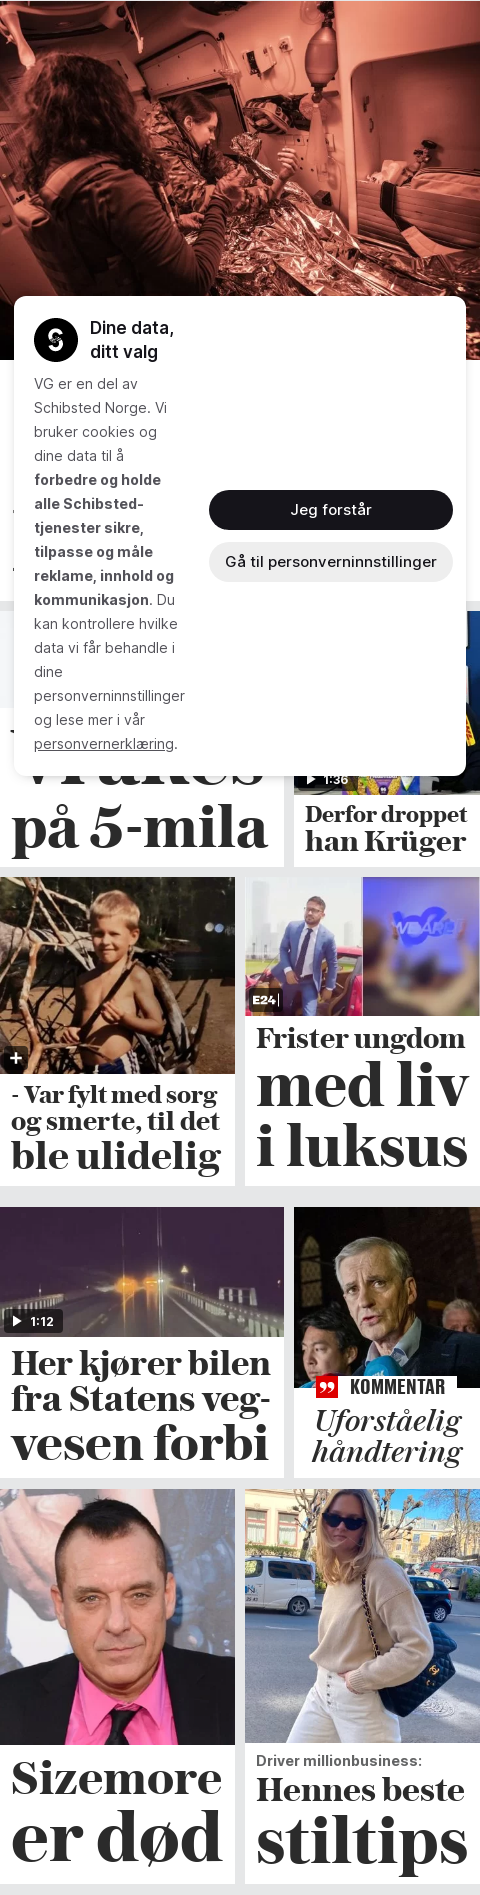 Dine data,
ditt valg
VG er en del av
Schibsted Norge. Vi
bruker cookies og
dine data til å
forbedre og holde
alle Schibsted-
tjenester sikre,
tilpasse og måle
reklame, innhold og
kommunikasjon. Du
kan kontrollere hvilke
data vi får behandle i
dine
personverninnstillinger
og lese mer i vår
personvernerklæring.
Jeg forstår
Gå til personverninnstillinger
på 5-mila
1:36
Derfor droppet
han Krüger
- Var fylt med sorg
og smerte, til det
ble ulidelig
E24
Frister ungdom
med liv
i luksus
1:12
Her kjører bilen
fra Statens veg-
vesen forbi
KOMMENTAR
Uforståelig
håndtering
Sizemore
er død
Driver millionbusiness:
Hennes beste
stiltips